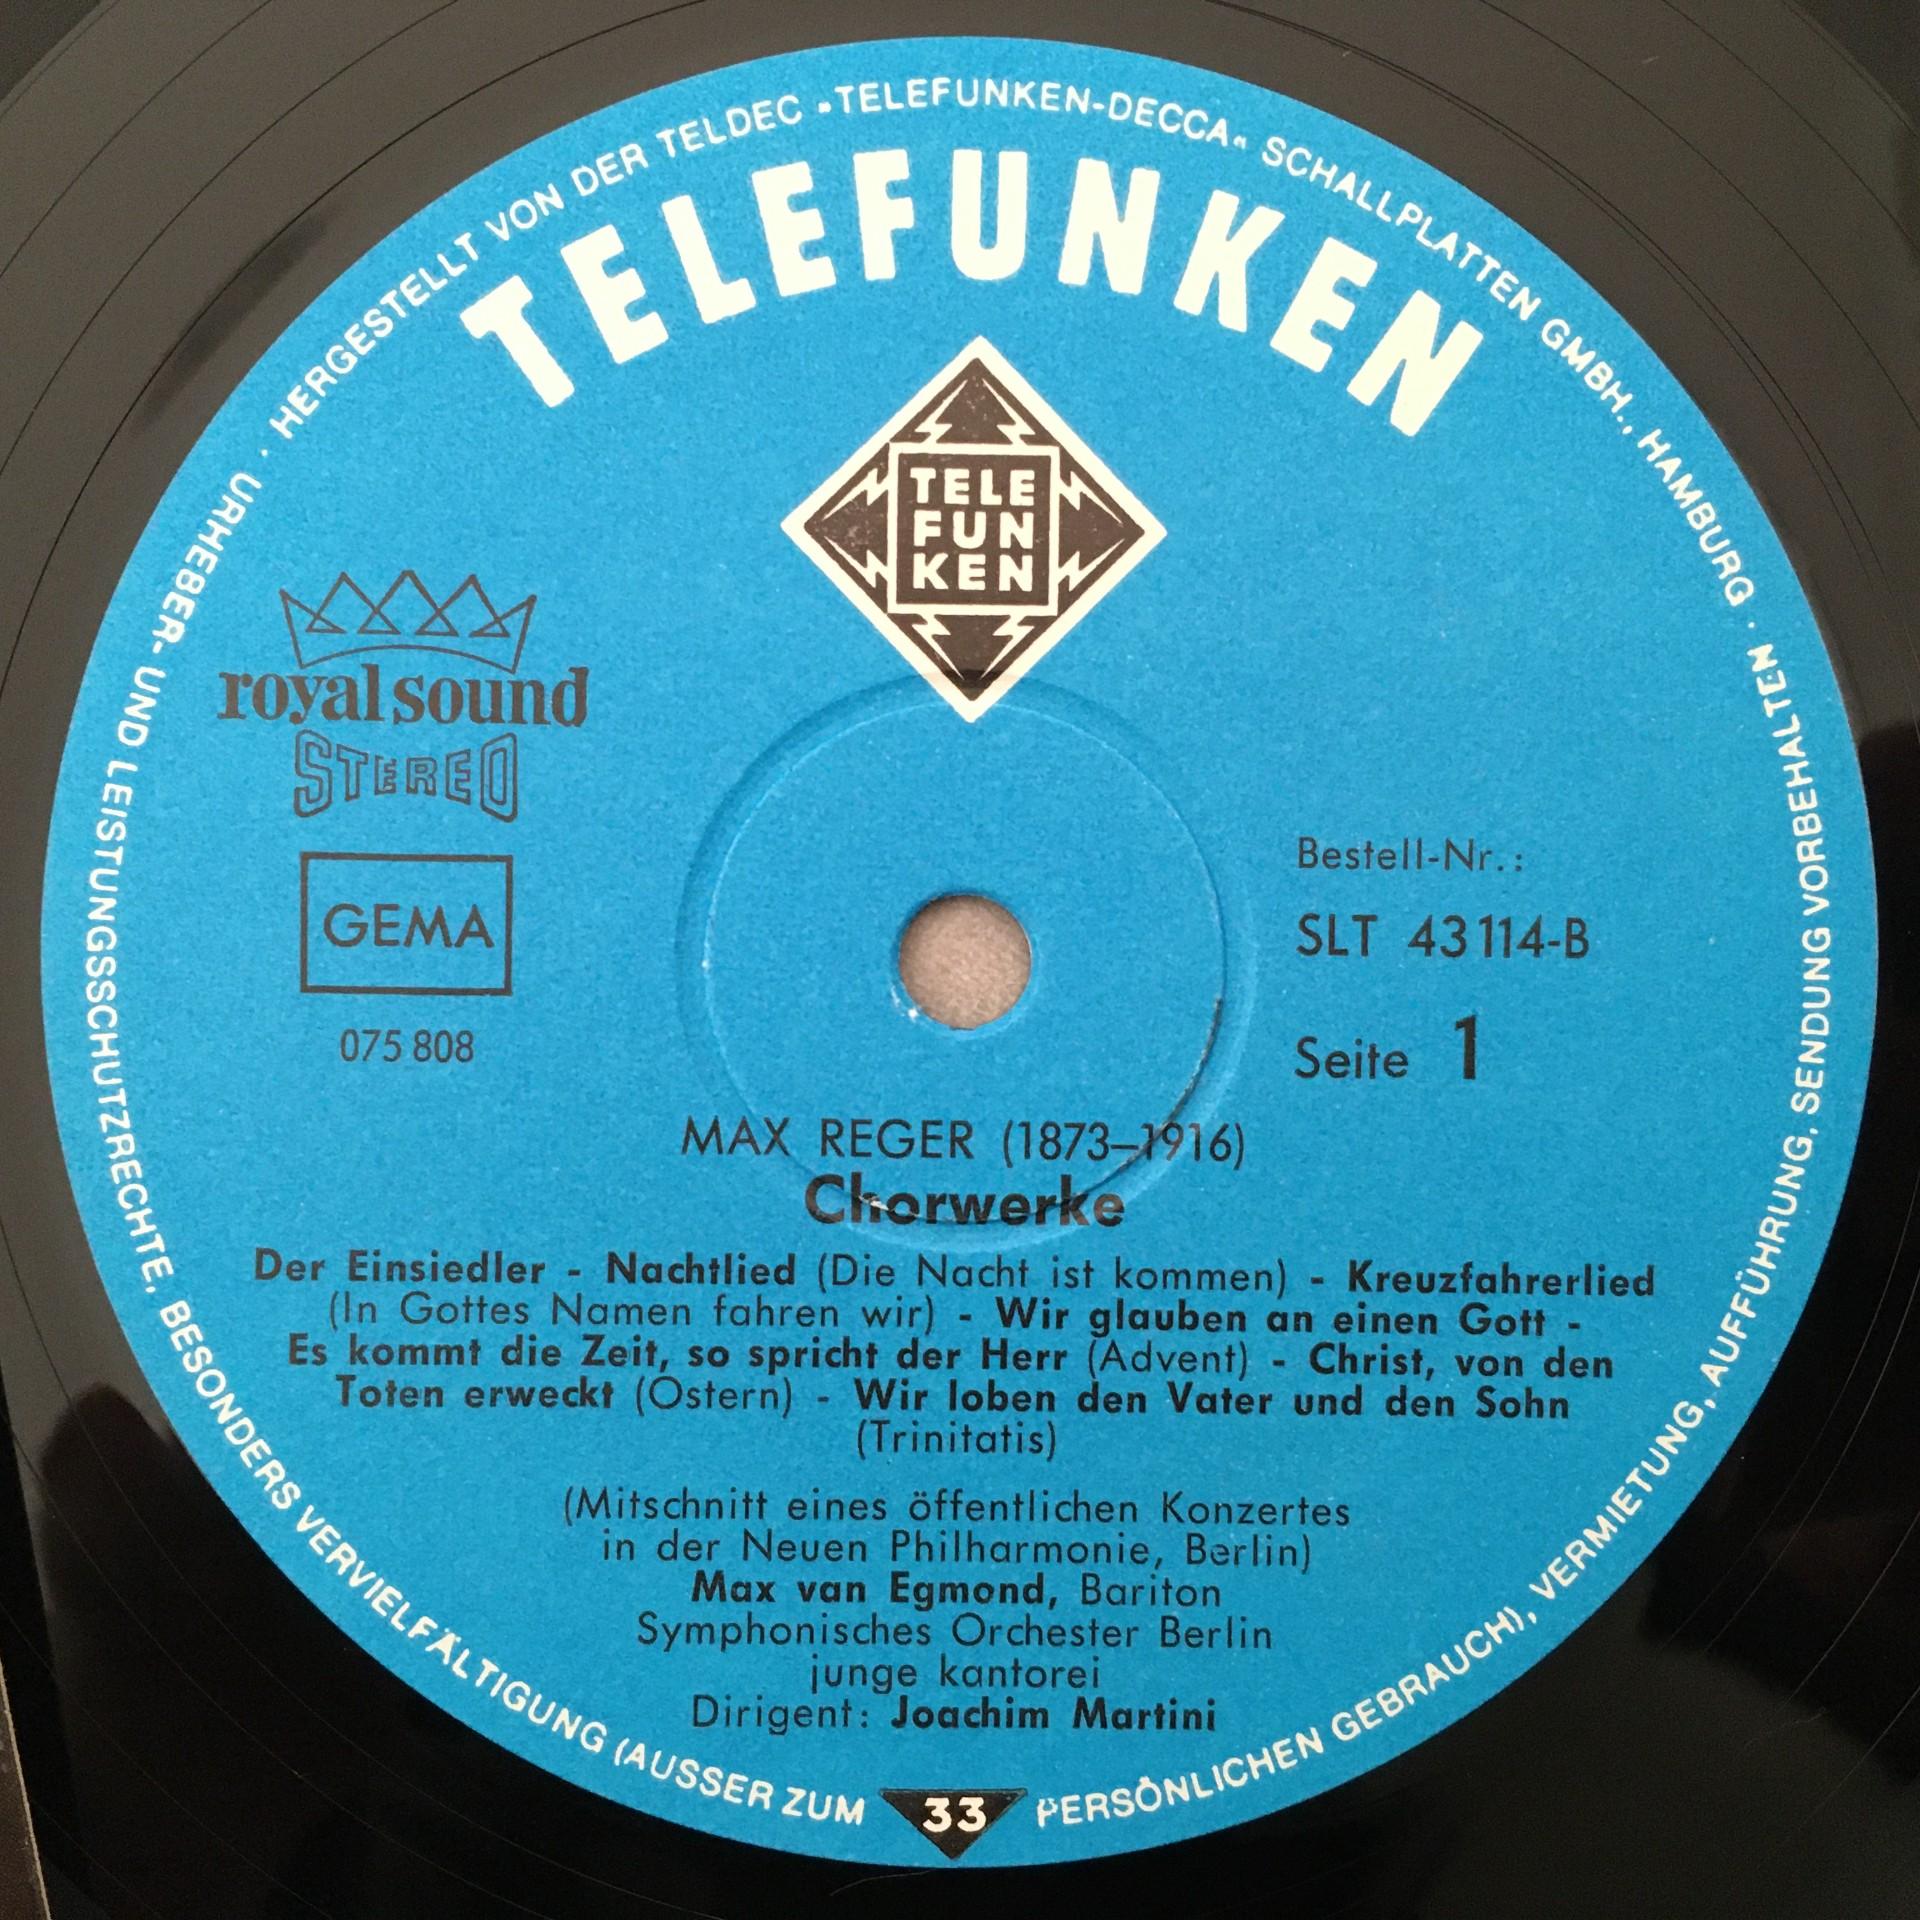 HERGESTELLT VON DER TELDEC »TELEFUNKEN-DECCA« SCHALLPLATTEN GMBH., HAMBURG ·
URHEBER- UND LEISTUNGSSCHUTZRECHTE, BESONDERS VERVIELFÄLTIGUNG (AUSSER ZUM PERSÖNLICHEN GEBRAUCH), VERMIETUNG, AUFFÜHRUNG, SENDUNG VORBEHALTEN ·
TELEFUNKEN
TELE
FUN
KEN
royal sound
STEREO
GEMA
075 808
Bestell-Nr.:
SLT 43114-B
Seite 1
MAX REGER (1873–1916)
Chorwerke
Der Einsiedler - Nachtlied (Die Nacht ist kommen) - Kreuzfahrerlied
(In Gottes Namen fahren wir) - Wir glauben an einen Gott -
Es kommt die Zeit, so spricht der Herr (Advent) - Christ, von den
Toten erweckt (Ostern) - Wir loben den Vater und den Sohn
(Trinitatis)
(Mitschnitt eines öffentlichen Konzertes
in der Neuen Philharmonie, Berlin)
Max van Egmond, Bariton
Symphonisches Orchester Berlin
junge kantorei
Dirigent: Joachim Martini
33